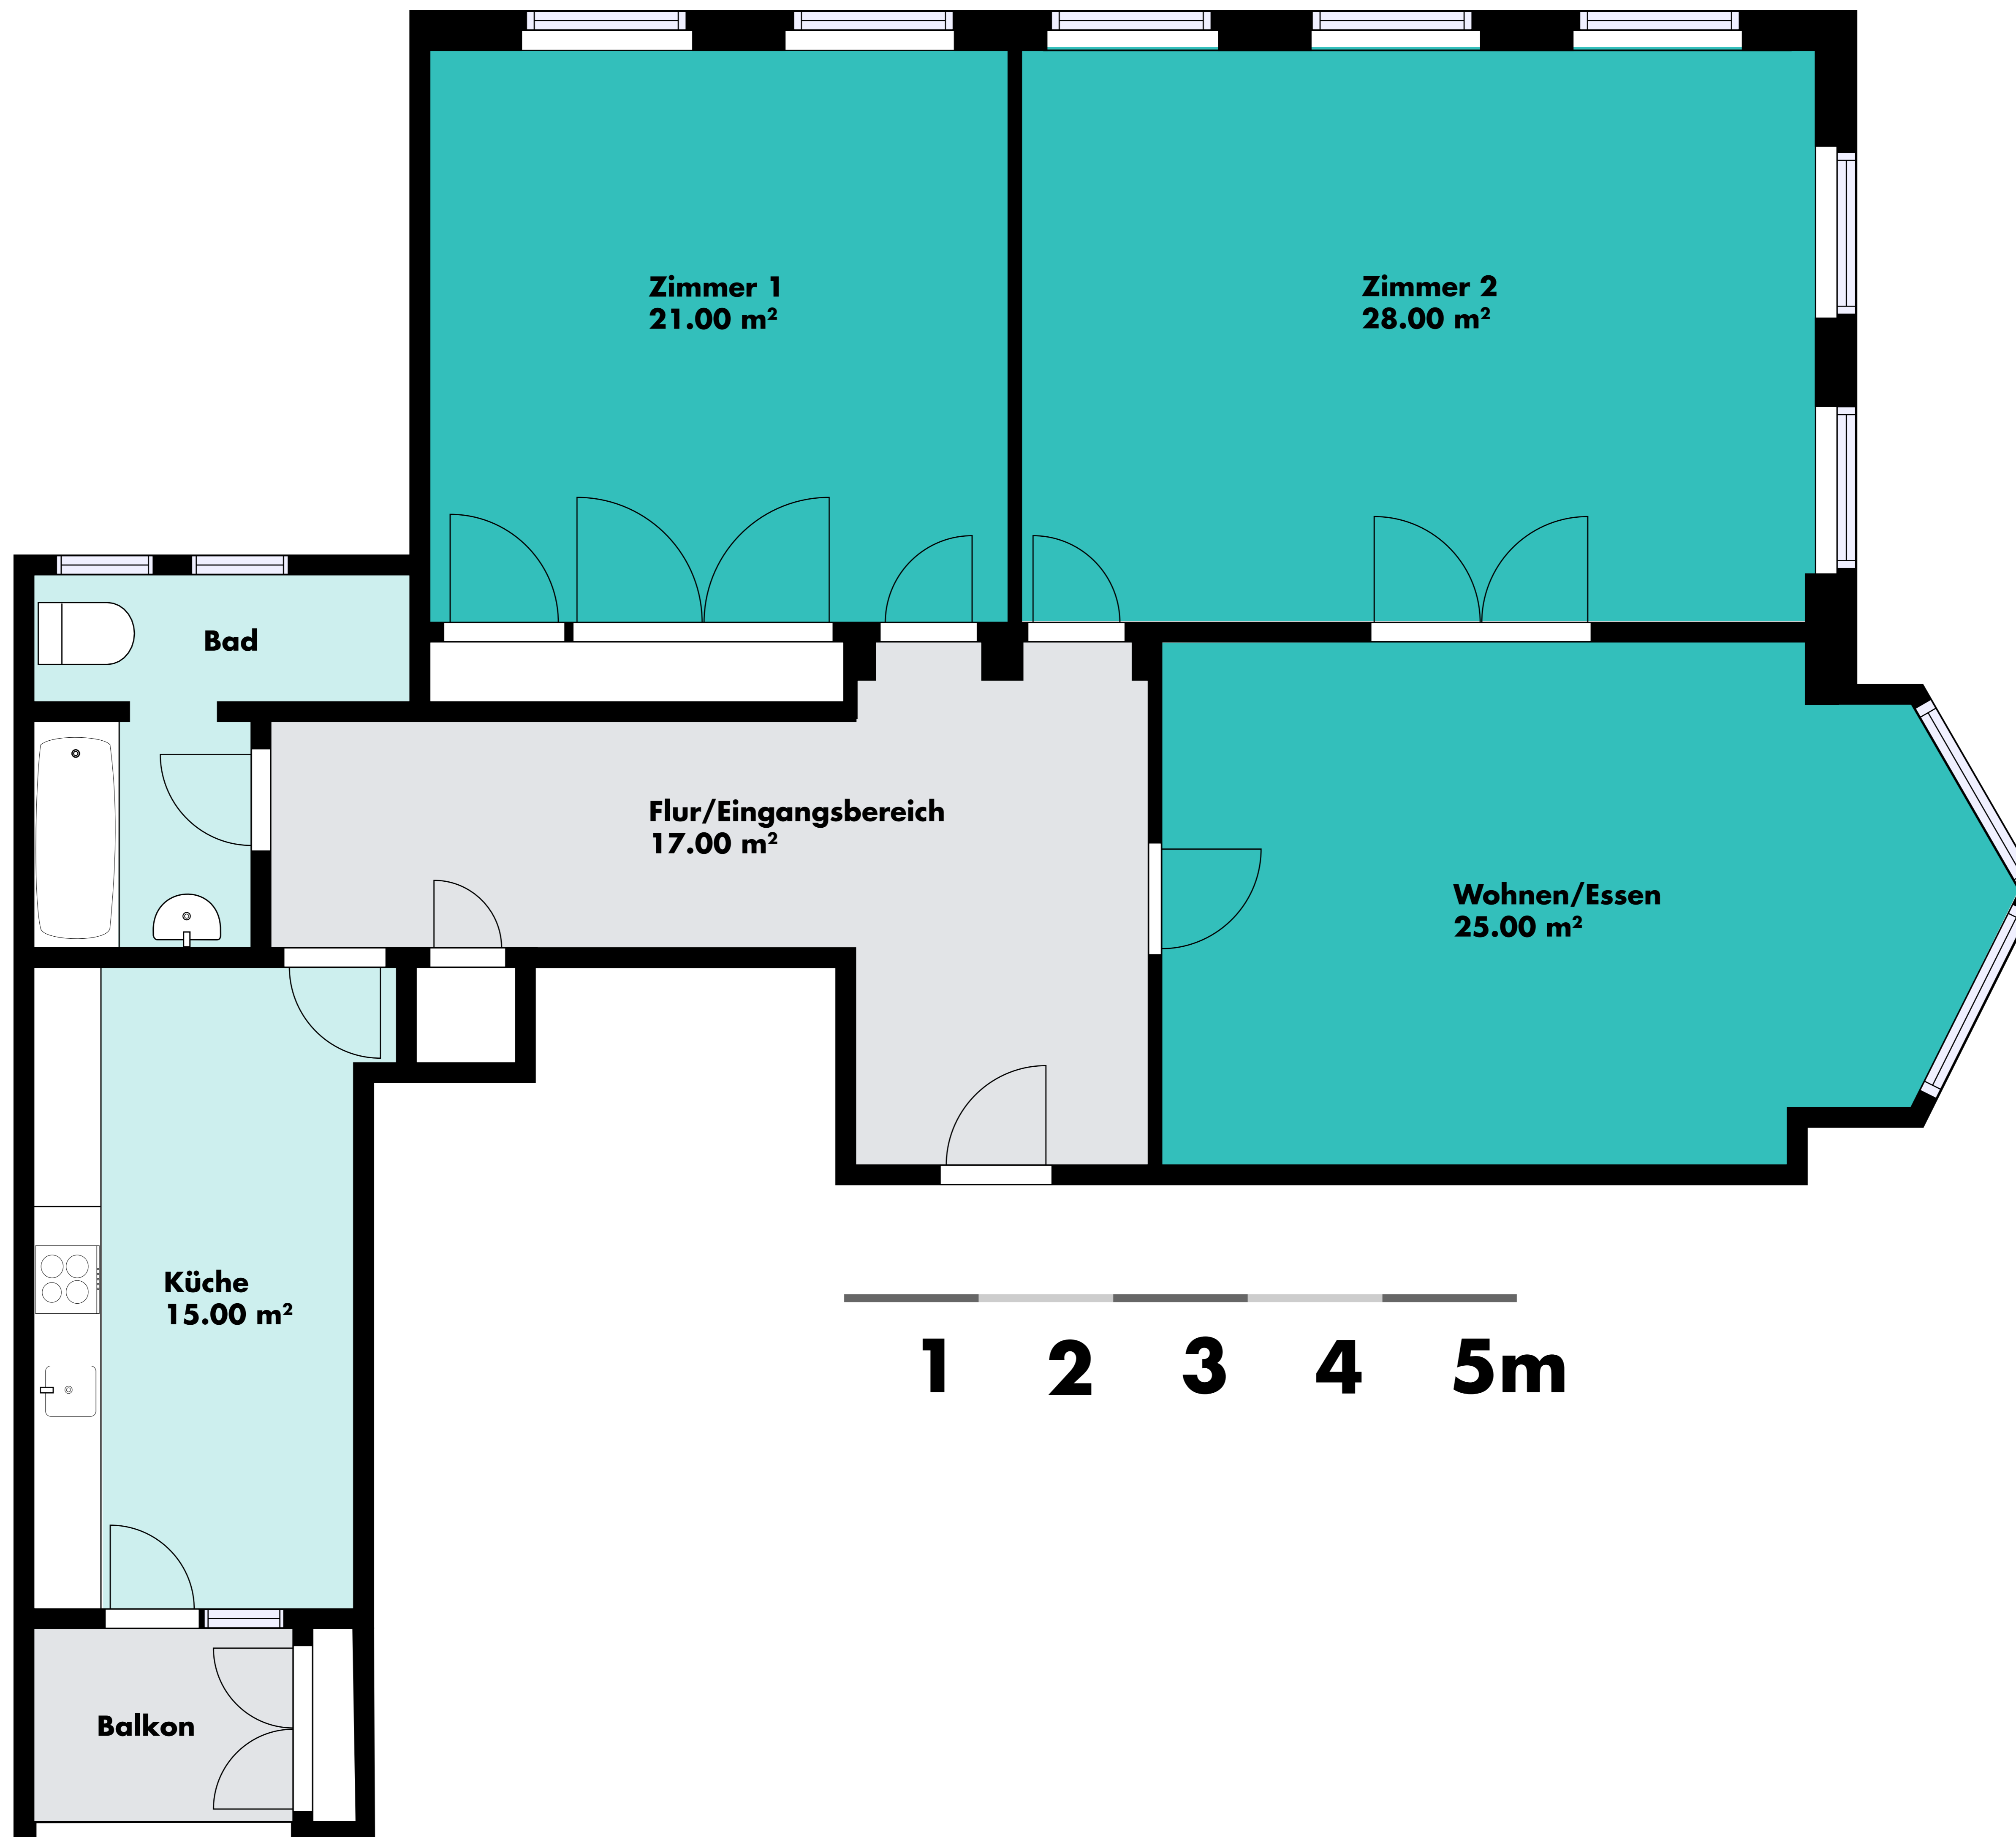 Zimmer 1
21.00 m²
Zimmer 2
28.00 m²
Bad
Flur/Eingangsbereich
17.00 m²
Wohnen/Essen
25.00 m²
Küche
15.00 m²
1 2 3 4 5m
Balkon